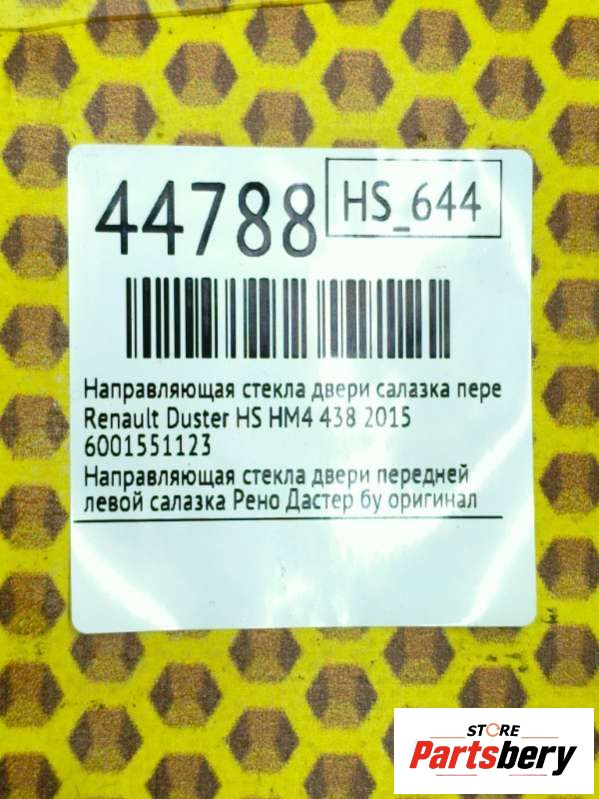 44788
HS_644
Направляющая стекла двери салазка пере
Renault Duster HS HM4 438 2015
6001551123
Направляющая стекла двери передней
левой салазка Рено Дастер бу оригинал
STORE
Partsbery